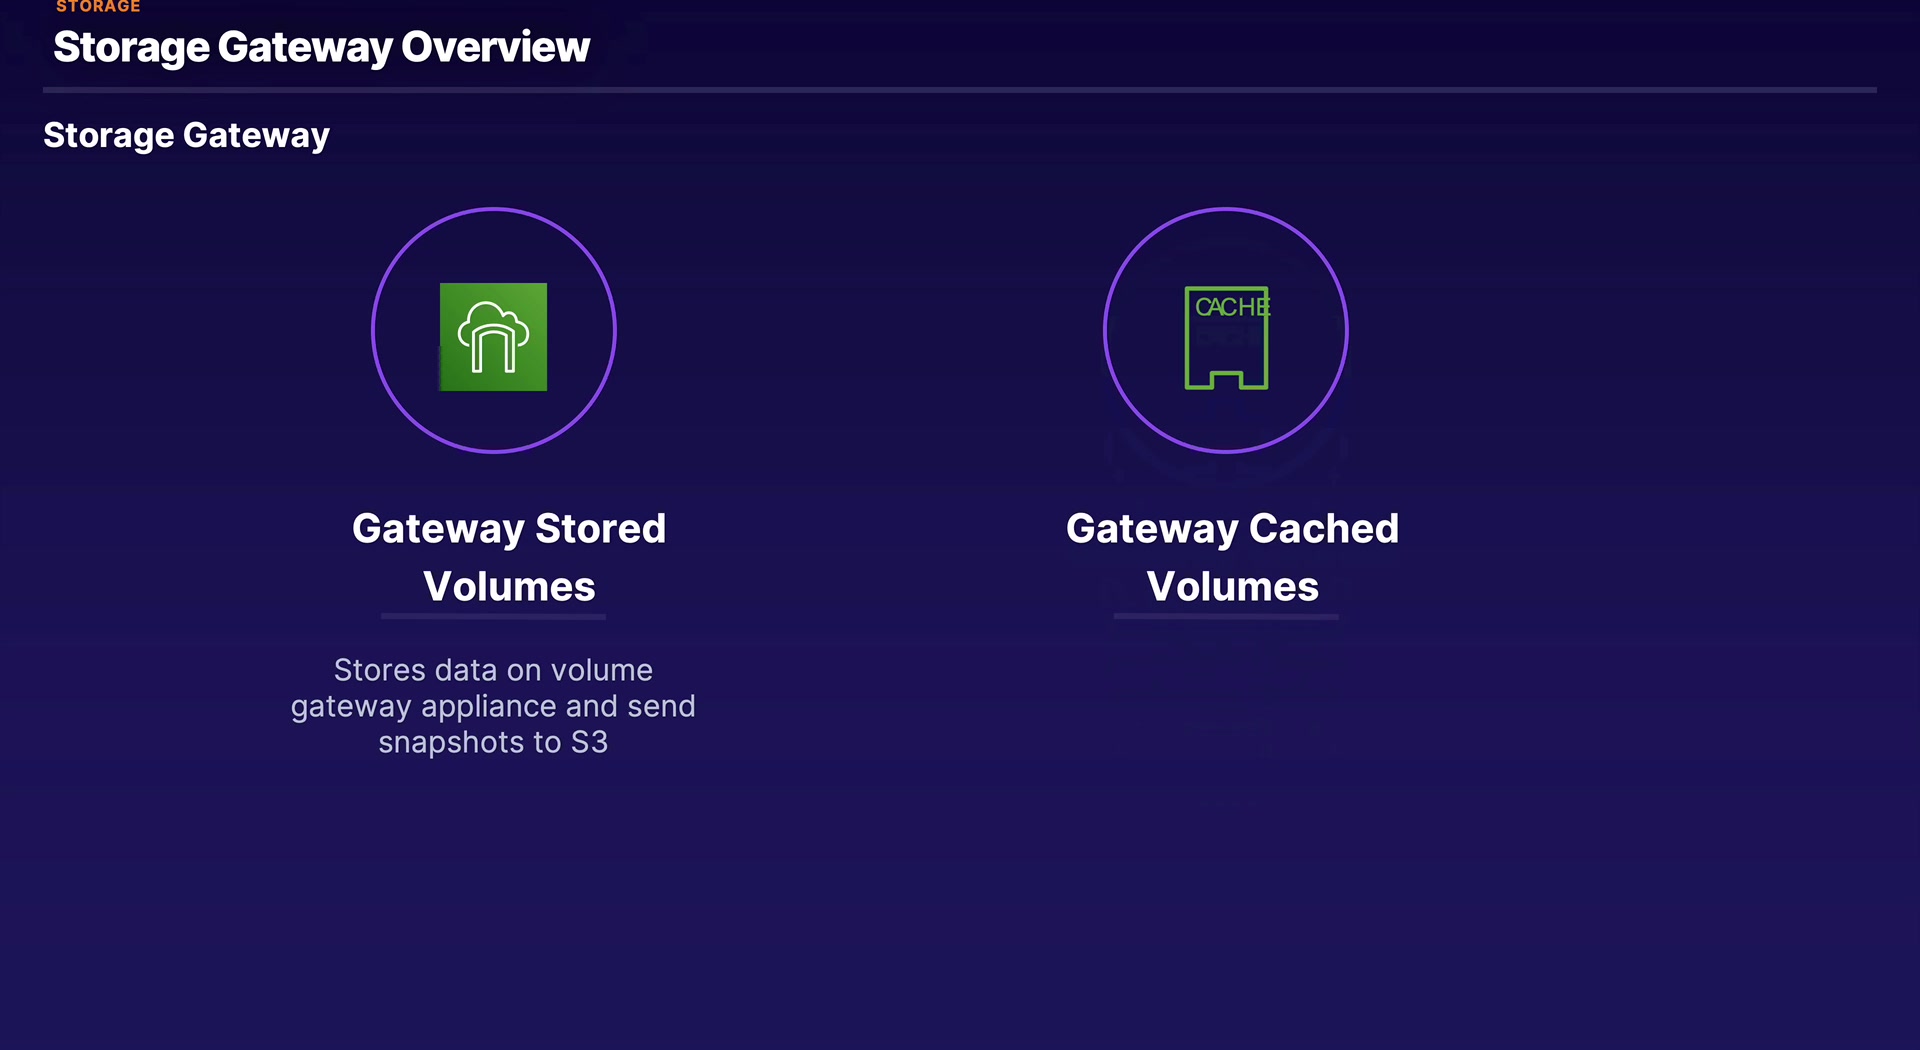 STORAGE
Storage Gateway Overview
Storage Gateway
CACHE
Gateway Stored
Volumes
Stores data on volume
gateway appliance and send
snapshots to S3
Gateway Cached
Volumes